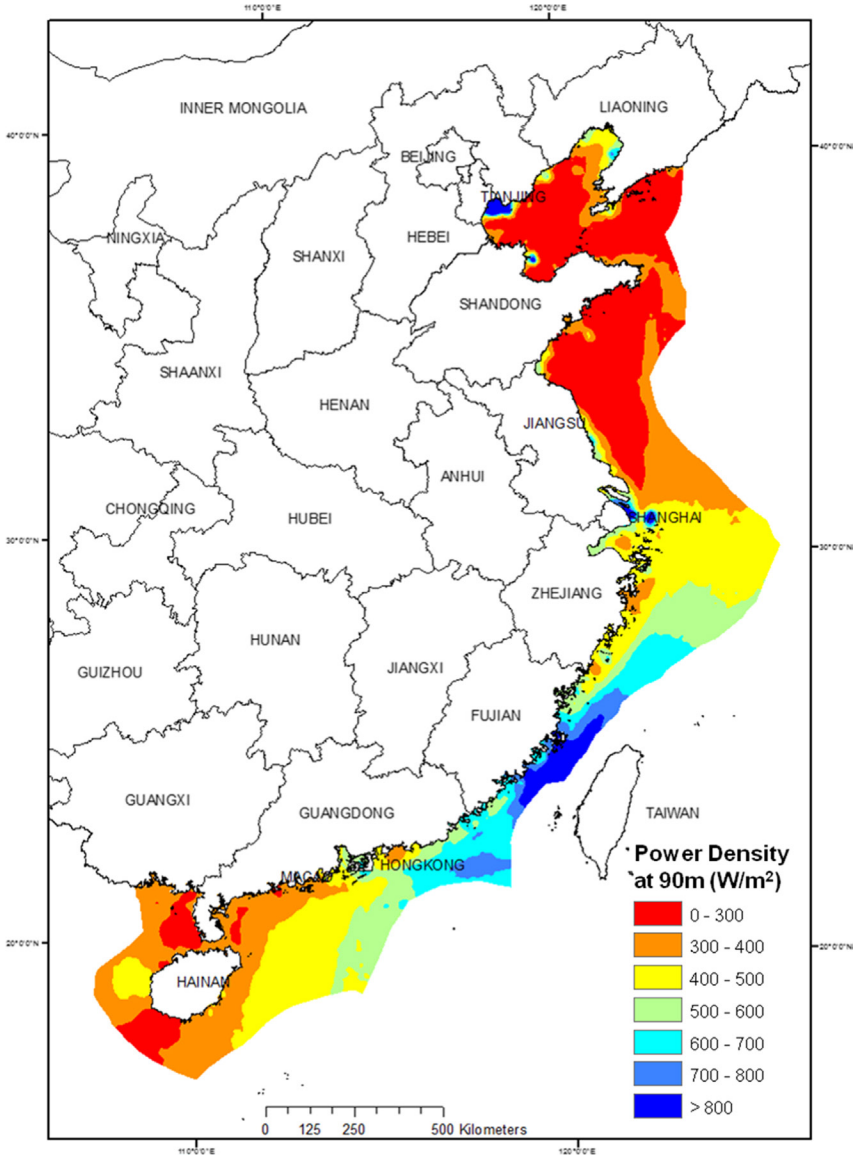 110°0'0"E
120°0'0"E
INNER MONGOLIA
LIAONING
40°0'0"N
40°0'0"N
BEIJING
TIANJING
NINGXIA
HEBEI
SHANXI
SHANDONG
SHAANXI
HENAN
JIANGSU
ANHUI
CHONGQING
HUBEI
SHANGHAI
30°0'0"N
30°0'0"N
ZHEJIANG
HUNAN
JIANGXI
GUIZHOU
FUJIAN
GUANGXI
GUANGDONG
TAIWAN
HONGKONG
MACAO
Power Density
at 90m (W/m²)
0 - 300
300 - 400
400 - 500
500 - 600
600 - 700
700 - 800
> 800
20°0'0"N
20°0'0"N
HAINAN
0 125 250 500 Kilometers
110°0'0"E
120°0'0"E